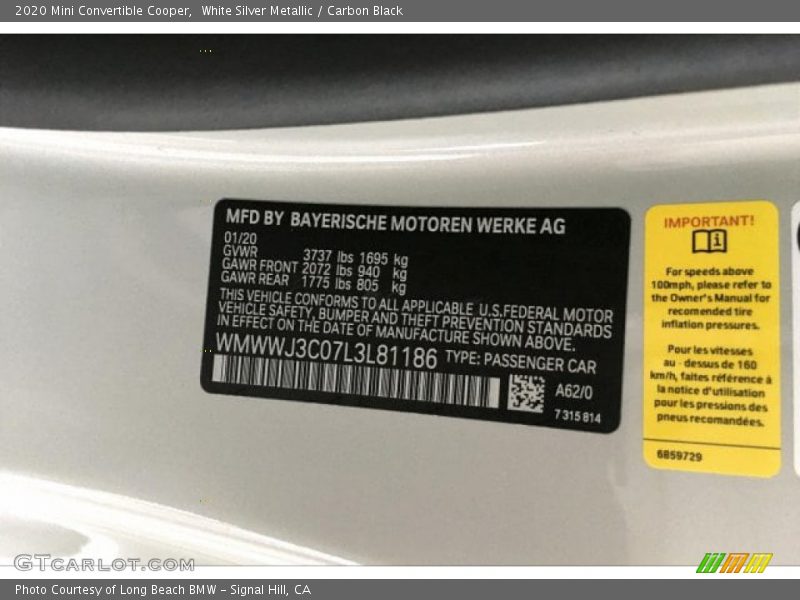 2020 Mini Convertible Cooper,  White Silver Metallic / Carbon Black
MFD BY BAYERISCHE MOTOREN WERKE AG
01/20
GVWR 3737 lbs 1695 kg
GAWR FRONT 2072 lbs 940 kg
GAWR REAR 1775 lbs 805 kg
THIS VEHICLE CONFORMS TO ALL APPLICABLE U.S.FEDERAL MOTOR
VEHICLE SAFETY, BUMPER AND THEFT PREVENTION STANDARDS
IN EFFECT ON THE DATE OF MANUFACTURE SHOWN ABOVE.
WMWWJ3C07L3L81186 TYPE: PASSENGER CAR
A62/0
7 315 814
IMPORTANT!
For speeds above
100mph, please refer to
the Owner's Manual for
recomended tire
inflation pressures.
Pour les vitesses
au - dessus de 160
km/h, faites référence à
la notice d'utilisation
pour les pressions des
pneus recomandées.
6859729
GTCARLOT.COM
Photo Courtesy of Long Beach BMW - Signal Hill, CA